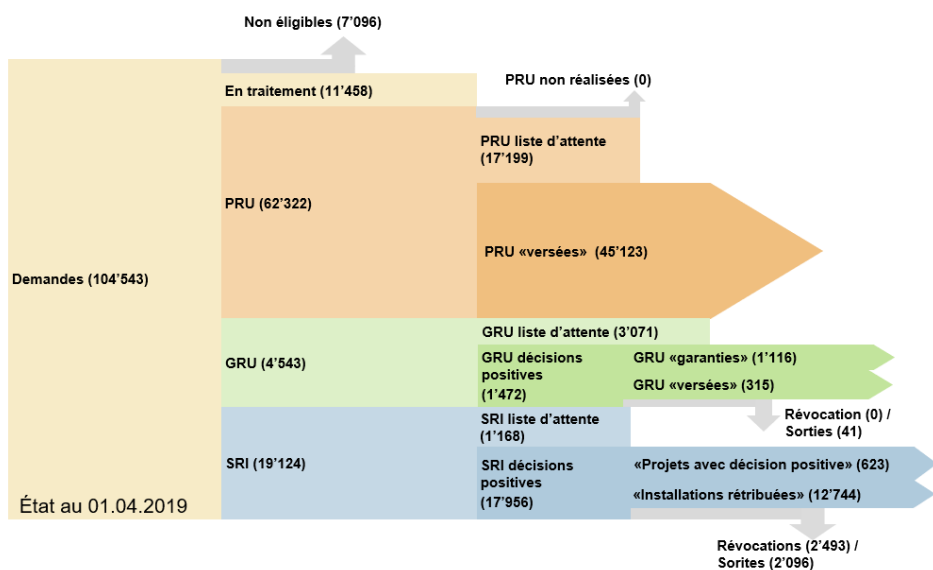 Non éligibles (7’096)
En traitement (11’458)
PRU non réalisées (0)
PRU liste d’attente
(17’199)
PRU (62’322)
PRU «versées» (45’123)
Demandes (104’543)
GRU liste d’attente (3’071)
GRU (4’543)
GRU décisions
positives
(1’472)
GRU «garanties» (1’116)
GRU «versées» (315)
Révocation (0) /
Sorties (41)
SRI liste d’attente
(1’168)
SRI (19’124)
SRI décisions
positives
(17’956)
«Projets avec décision positive» (623)
«Installations rétribuées» (12’744)
État au 01.04.2019
Révocations (2’493) /
Sorites (2’096)